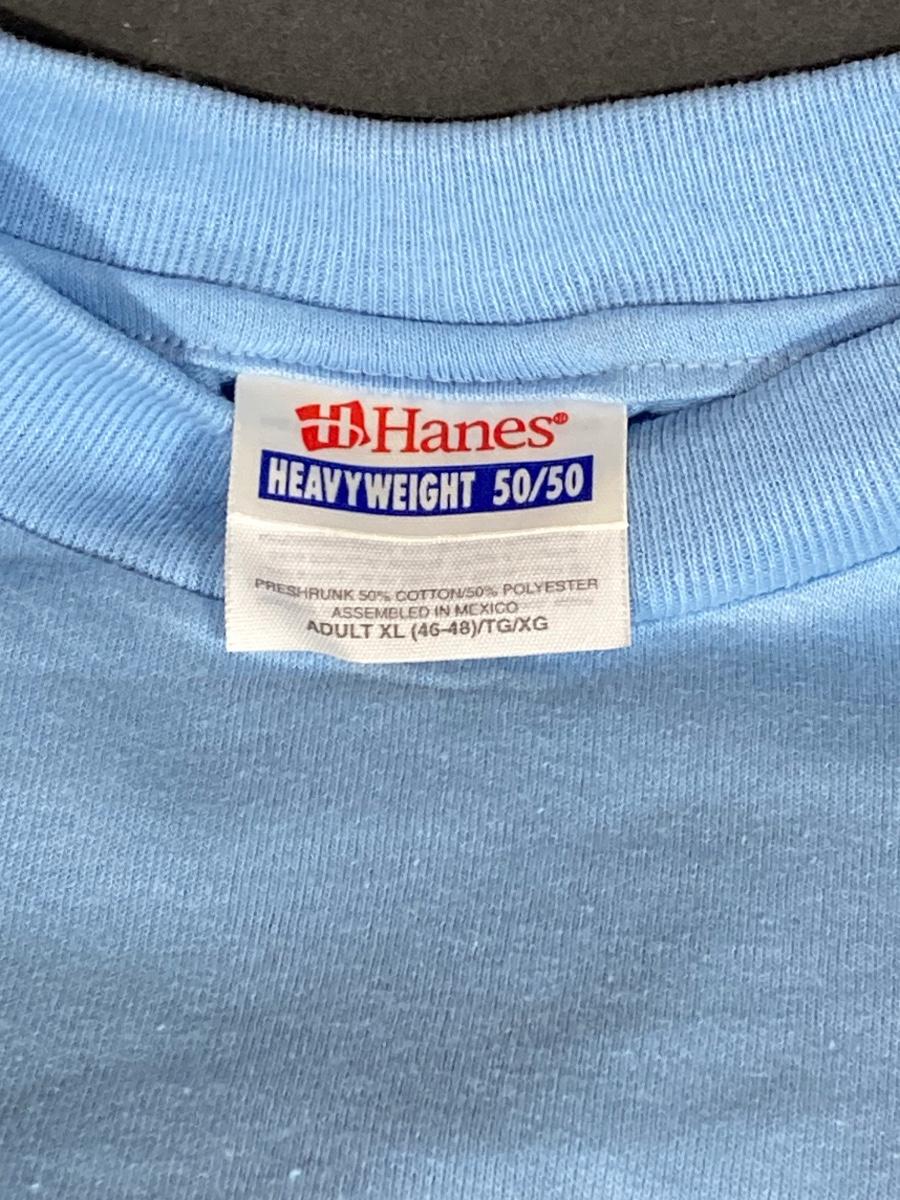 Hanes®
HEAVYWEIGHT 50/50
PRESHRUNK 50% COTTON/50% POLYESTER
ASSEMBLED IN MEXICO
ADULT XL (46-48)/TG/XG